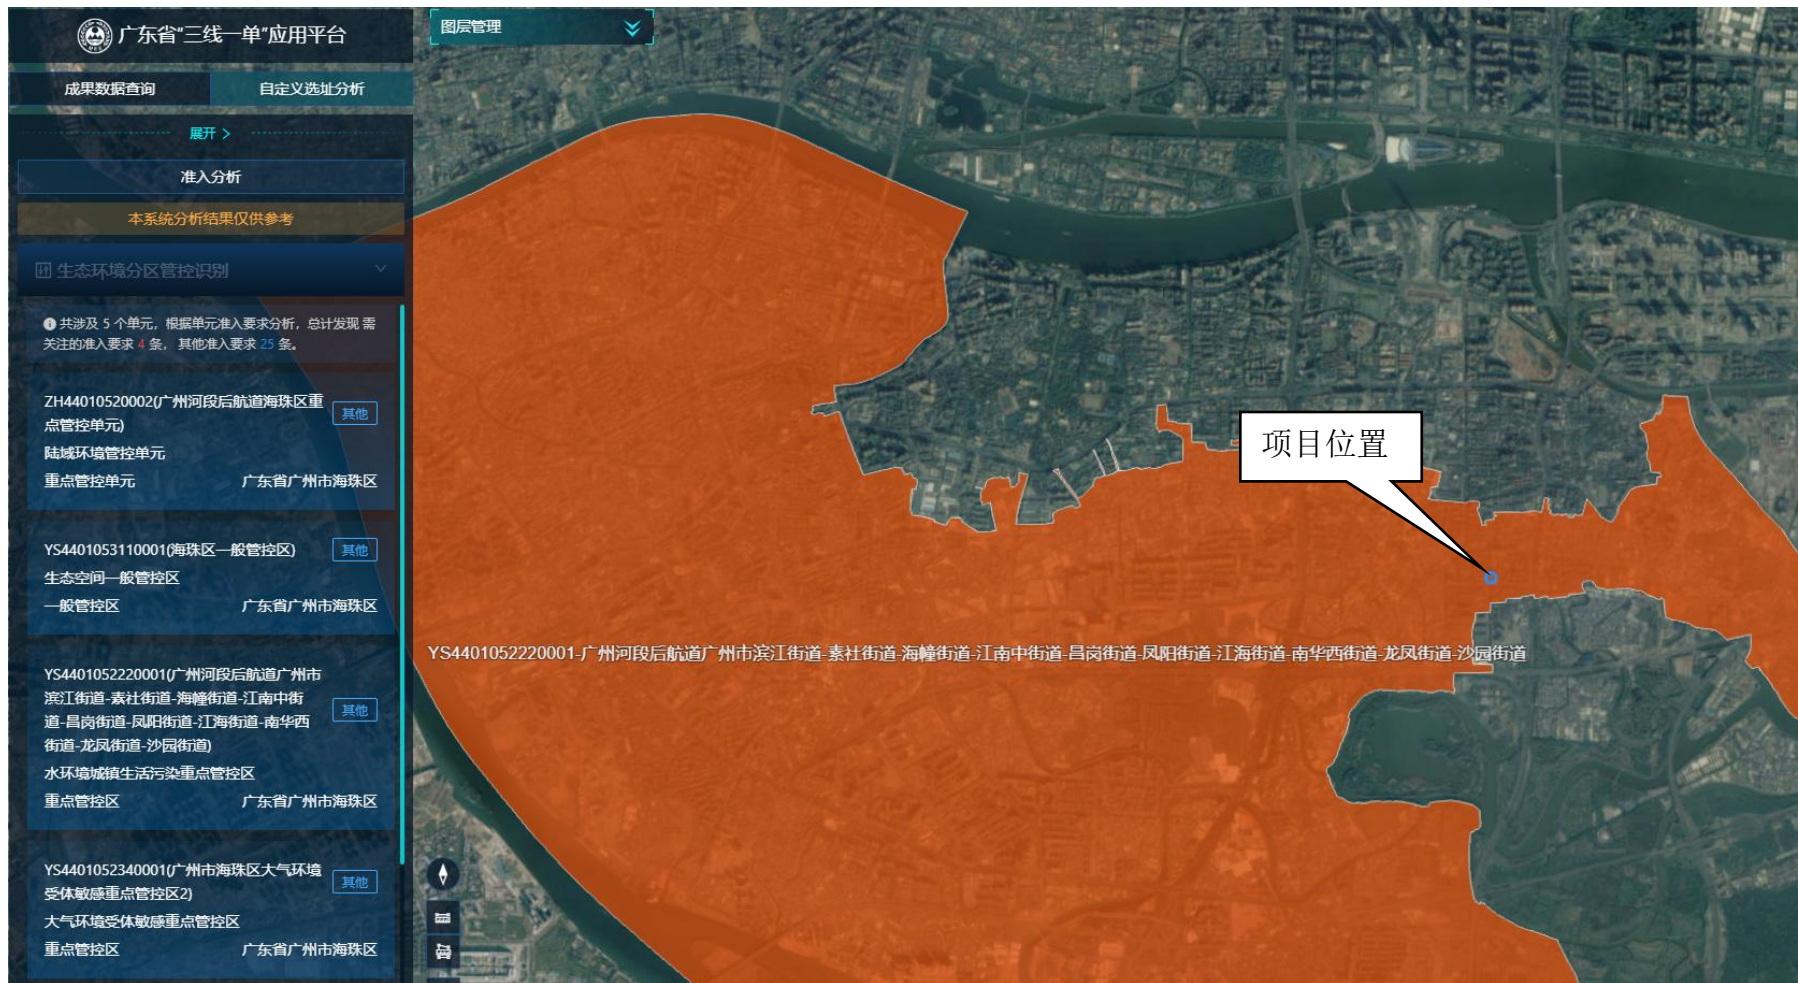 广东省"三线一单"应用平台
成果数据查询
自定义选址分析
展开 >
准入分析
本系统分析结果仅供参考
生态环境分区管控识别
共涉及 5 个单元，根据单元准入要求分析，总计发现 需
关注的准入要求 4 条， 其他准入要求 25 条。
ZH44010520002(广州河段后航道海珠区重
点管控单元)
其他
陆域环境管控单元
重点管控单元
广东省广州市海珠区
YS4401053110001(海珠区一般管控区)
其他
生态空间一般管控区
一般管控区
广东省广州市海珠区
YS4401052220001(广州河段后航道广州市
滨江街道-素社街道-海幢街道-江南中街
道-昌岗街道-凤阳街道-江海街道-南华西
街道-龙凤街道-沙园街道)
其他
水环境城镇生活污染重点管控区
重点管控区
广东省广州市海珠区
YS4401052340001(广州市海珠区大气环境
受体敏感重点管控区2)
其他
大气环境受体敏感重点管控区
重点管控区
广东省广州市海珠区
图层管理
项目位置
YS4401052220001-广州河段后航道广州市滨江街道-素社街道-海幢街道-江南中街道-昌岗街道-凤阳街道-江海街道-南华西街道-龙凤街道-沙园街道